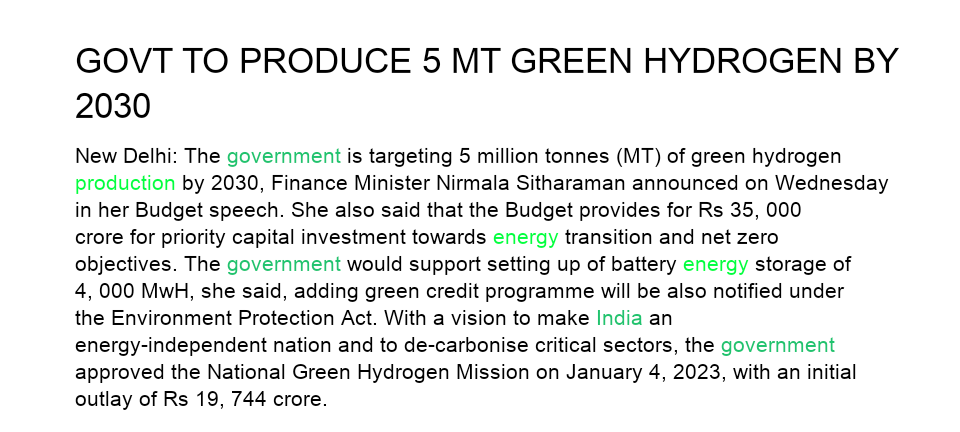 GOVT TO PRODUCE 5 MT GREEN HYDROGEN BY
2030
New Delhi: The government is targeting 5 million tonnes (MT) of green hydrogen
production by 2030, Finance Minister Nirmala Sitharaman announced on Wednesday
in her Budget speech. She also said that the Budget provides for Rs 35, 000
crore for priority capital investment towards energy transition and net zero
objectives. The government would support setting up of battery energy storage of
4, 000 MwH, she said, adding green credit programme will be also notified under
the Environment Protection Act. With a vision to make India an
energy-independent nation and to de-carbonise critical sectors, the government
approved the National Green Hydrogen Mission on January 4, 2023, with an initial
outlay of Rs 19, 744 crore.